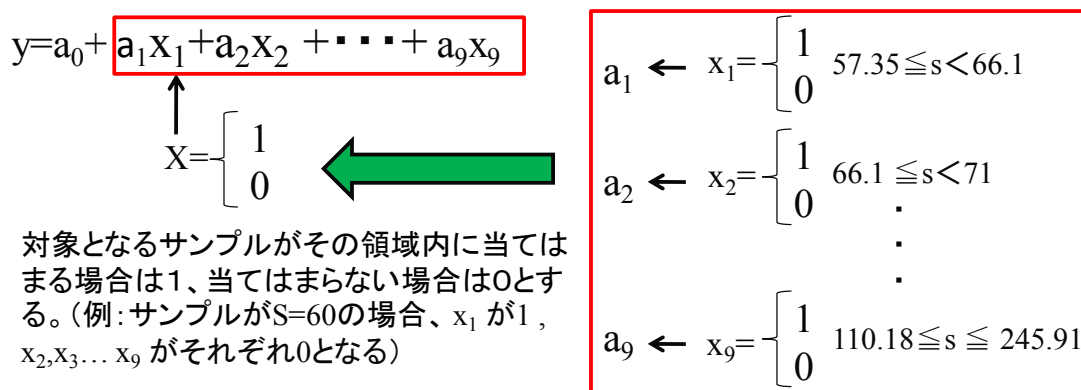 y=a0+ a1x1+a2x2 +・・・+ a9x9
X={ 1
0
対象となるサンプルがその領域内に当ては
まる場合は1、当てはまらない場合は0とす
る。(例:サンプルがS=60の場合、x1 が1 ,
x2,x3… x9 がそれぞれ0となる)
a1 ← x1= { 1 57.35≦s<66.1
0
a2 ← x2= { 1 66.1 ≦s<71
0
・
・
・
a9 ← x9= { 1 110.18≦s≦ 245.91
0